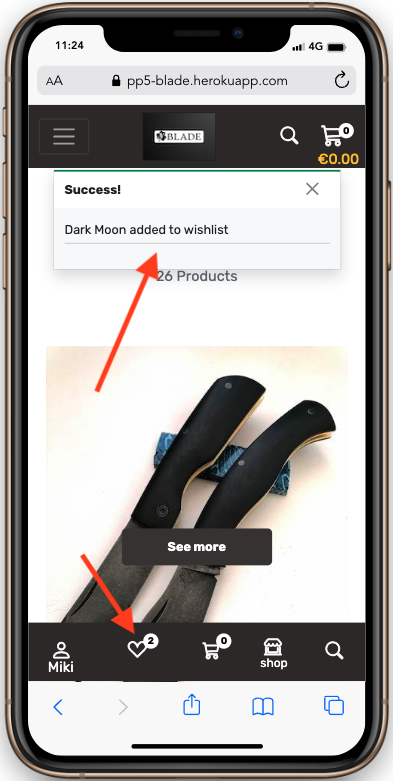 11:24
4G
AA
pp5-blade.herokuapp.com
BLADE
0
€0.00
Success!
Dark Moon added to wishlist
26 Products
See more
2
0
Miki
shop